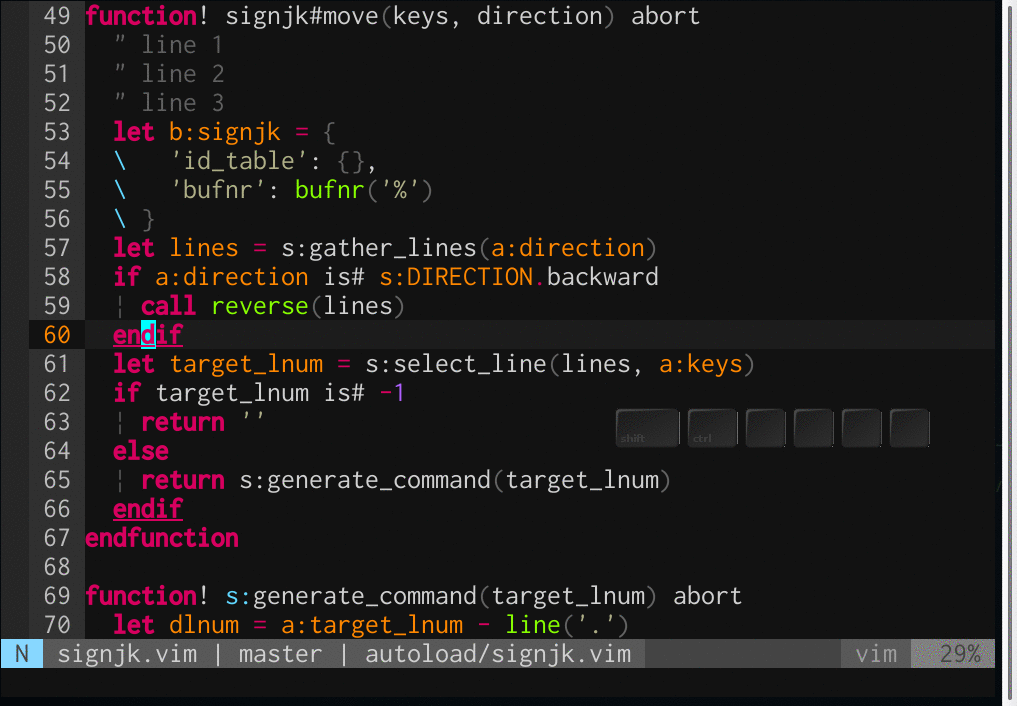 49 function! signjk#move(keys, direction) abort
50   " line 1
51   " line 2
52   " line 3
53   let b:signjk = {
54   \   'id_table': {},
55   \   'bufnr': bufnr('%')
56   \ }
57   let lines = s:gather_lines(a:direction)
58   if a:direction is# s:DIRECTION.backward
59   ¦ call reverse(lines)
60   endif
61   let target_lnum = s:select_line(lines, a:keys)
62   if target_lnum is# -1
63   ¦ return ''
shift ctrl
64   else
65   ¦ return s:generate_command(target_lnum)
66   endif
67 endfunction
68
69 function! s:generate_command(target_lnum) abort
70   let dlnum = a:target_lnum - line('.')
N signjk.vim | master | autoload/signjk.vim vim 29%